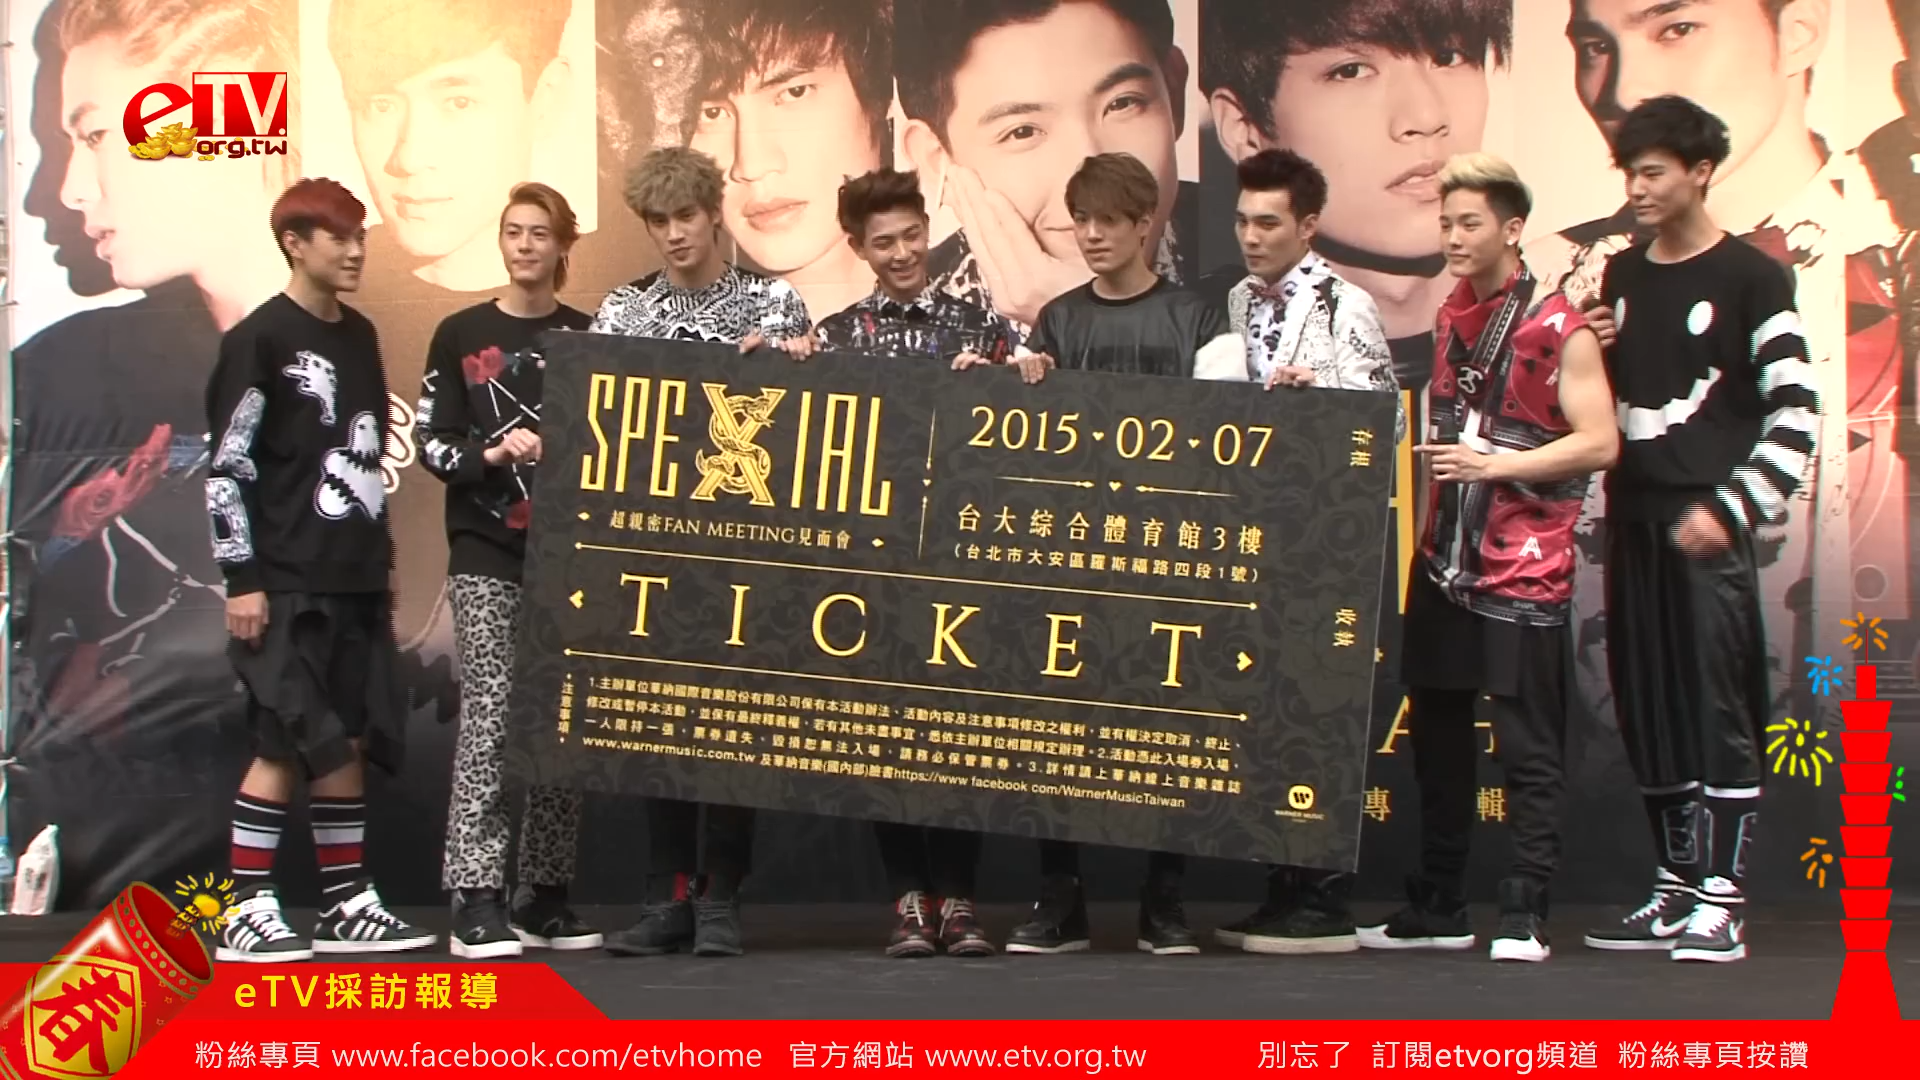 eTV.
org.tw
SPEXIAL
超親密FAN MEETING見面會
2015 02 07
台大綜合體育館3樓
(台北市大安區羅斯福路四段1號)
存根
收執
TICKET
注意事項
1.主辦單位華納國際音樂股份有限公司保有本活動辦法、活動內容及注意事項修改之權利,並有權決定取消、終止、
修改或暫停本活動,並保有最終釋義權,若有其他未盡事宜,悉依主辦單位相關規定辦理。2.活動憑此入場券入場,
一人限持一張,票券遺失、毀損恕無法入場,請務必保管票券。3.詳情請上華納線上音樂雜誌
www.warnermusic.com.tw 及華納音樂(國內部)臉書https://www.facebook.com/WarnerMusicTaiwan
WARNER MUSIC
專 輯
春
eTV採訪報導
粉絲專頁 www.facebook.com/etvhome 官方網站 www.etv.org.tw 別忘了 訂閱etvorg頻道 粉絲專頁按讚